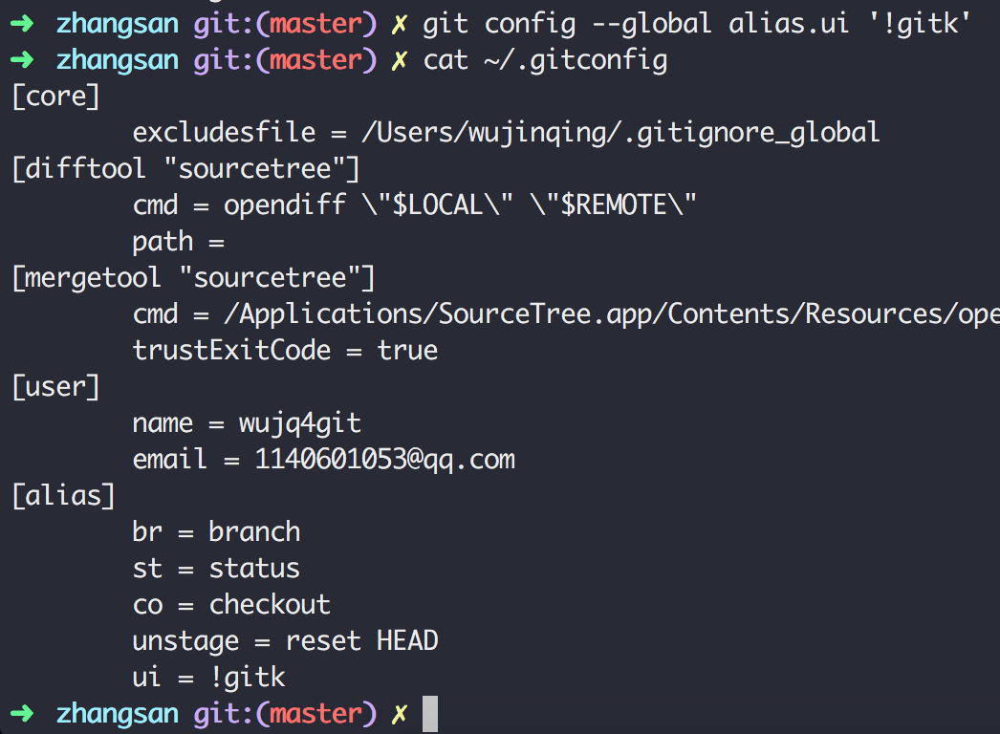 ➜  zhangsan git:(master) ✗ git config --global alias.ui '!gitk'
➜  zhangsan git:(master) ✗ cat ~/.gitconfig
[core]
        excludesfile = /Users/wujinqing/.gitignore_global
[difftool "sourcetree"]
        cmd = opendiff \"$LOCAL\" \"$REMOTE\"
        path =
[mergetool "sourcetree"]
        cmd = /Applications/SourceTree.app/Contents/Resources/ope
        trustExitCode = true
[user]
        name = wujq4git
        email = 1140601053@qq.com
[alias]
        br = branch
        st = status
        co = checkout
        unstage = reset HEAD
        ui = !gitk
➜  zhangsan git:(master) ✗